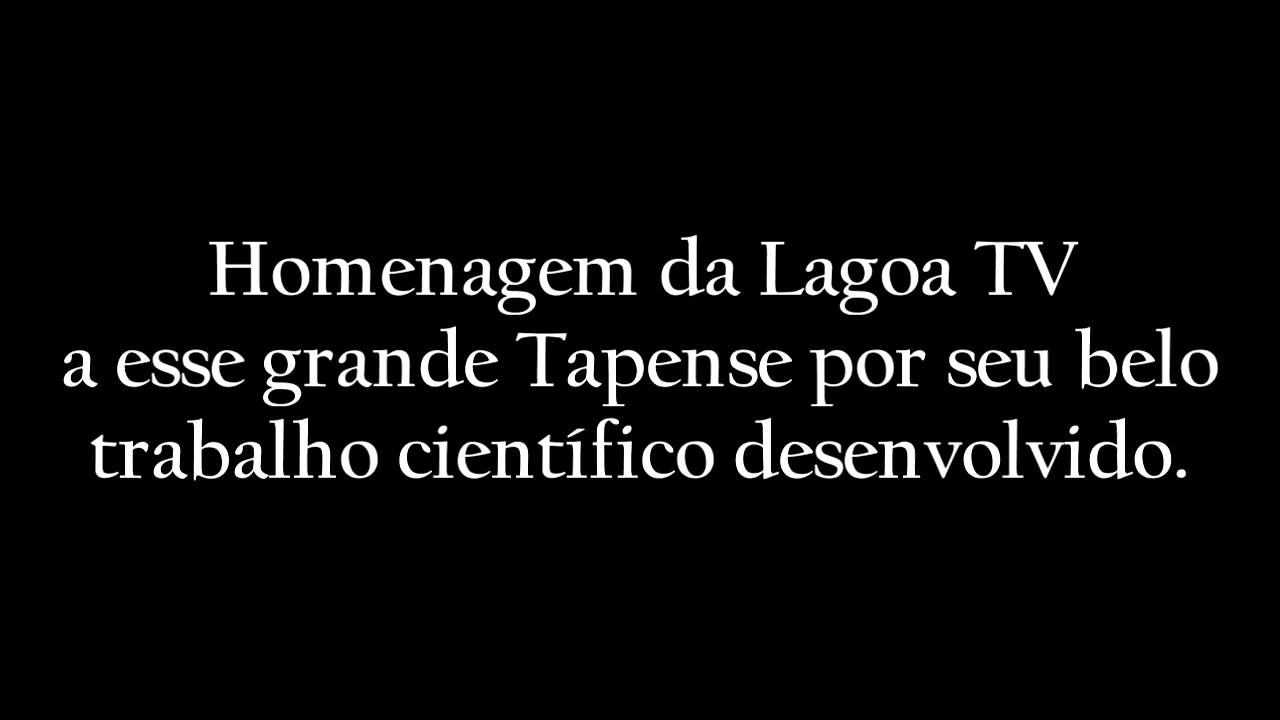 Homenagem da Lagoa TV
a esse grande Tapense por seu belo
trabalho científico desenvolvido.